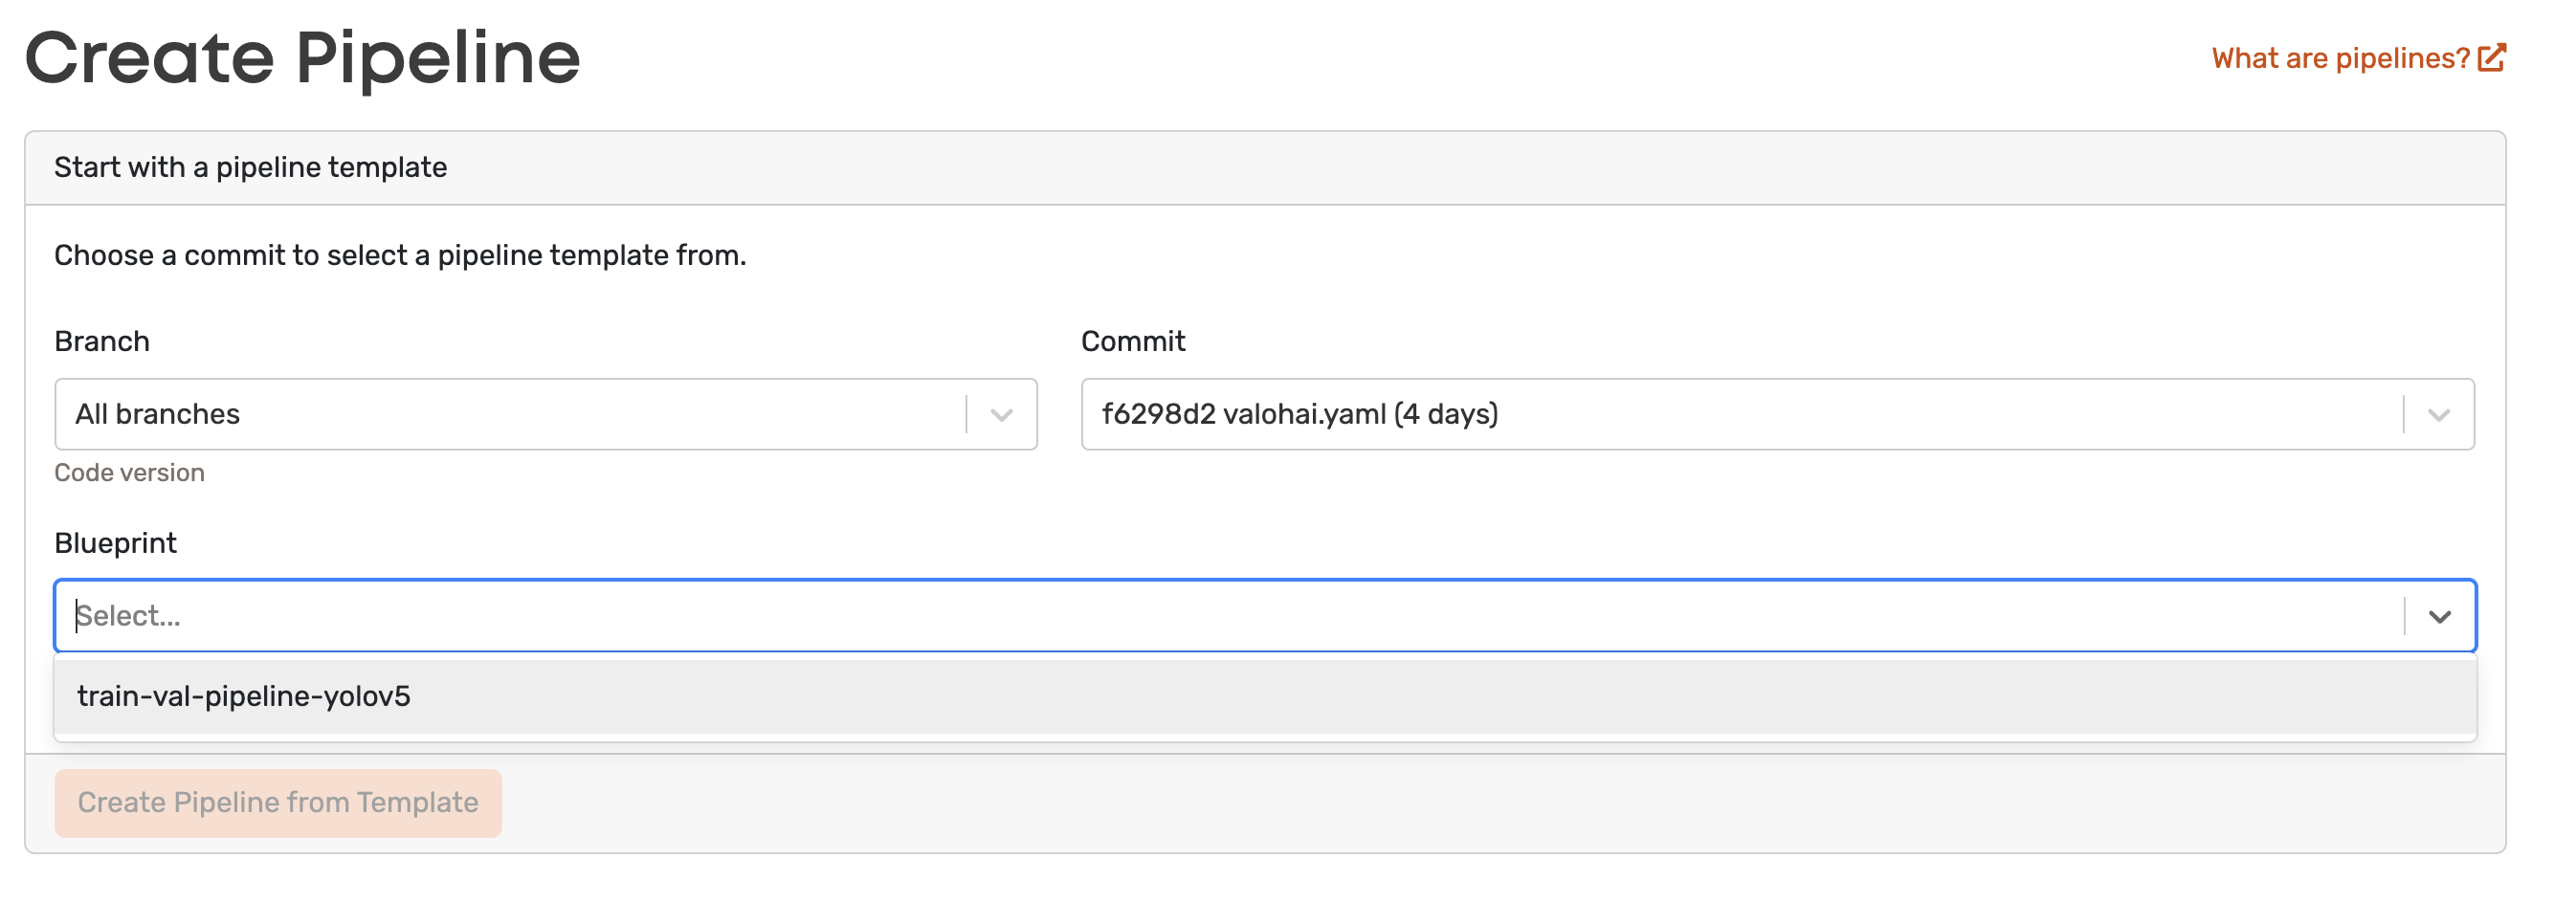 Create Pipeline
What are pipelines?
Start with a pipeline template
Choose a commit to select a pipeline template from.
Branch
Commit
All branches
f6298d2 valohai.yaml (4 days)
Code version
Blueprint
Select...
train-val-pipeline-yolov5
Create Pipeline from Template